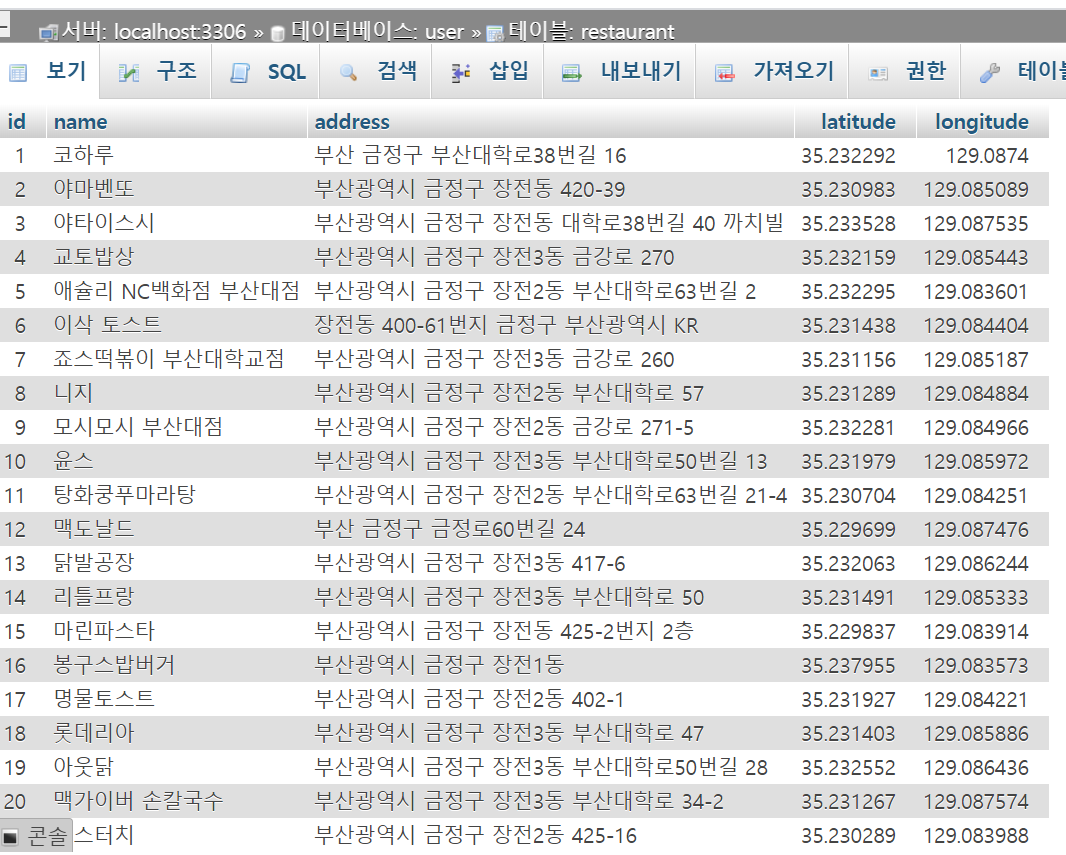 서버: localhost:3306 » 데이터베이스: user » 테이블: restaurant
보기 구조 SQL 검색 삽입 내보내기 가져오기 권한
id name address latitude longitude
1 코하루 부산 금정구 부산대학로38번길 16 35.232292 129.0874
2 야마벤또 부산광역시 금정구 장전동 420-39 35.230983 129.085089
3 야타이스시 부산광역시 금정구 장전동 대학로38번길 40 까치빌 35.233528 129.087535
4 교토밥상 부산광역시 금정구 장전3동 금강로 270 35.232159 129.085443
5 애슐리 NC백화점 부산대점 부산광역시 금정구 장전2동 부산대학로63번길 2 35.232295 129.083601
6 이삭 토스트 장전동 400-61번지 금정구 부산광역시 KR 35.231438 129.084404
7 죠스떡볶이 부산대학교점 부산광역시 금정구 장전3동 금강로 260 35.231156 129.085187
8 니지 부산광역시 금정구 장전2동 부산대학로 57 35.231289 129.084884
9 모시모시 부산대점 부산광역시 금정구 장전2동 금강로 271-5 35.232281 129.084966
10 윤스 부산광역시 금정구 장전3동 부산대학로50번길 13 35.231979 129.085972
11 탕화쿵푸마라탕 부산광역시 금정구 장전2동 부산대학로63번길 21-4 35.230704 129.084251
12 맥도날드 부산 금정구 금정로60번길 24 35.229699 129.087476
13 닭발공장 부산광역시 금정구 장전3동 417-6 35.232063 129.086244
14 리틀프랑 부산광역시 금정구 장전3동 부산대학로 50 35.231491 129.085333
15 마린파스타 부산광역시 금정구 장전동 425-2번지 2층 35.229837 129.083914
16 봉구스밥버거 부산광역시 금정구 장전1동 35.237955 129.083573
17 명물토스트 부산광역시 금정구 장전2동 402-1 35.231927 129.084221
18 롯데리아 부산광역시 금정구 장전3동 부산대학로 47 35.231403 129.085886
19 아웃닭 부산광역시 금정구 장전3동 부산대학로50번길 28 35.232552 129.086436
20 맥가이버 손칼국수 부산광역시 금정구 장전3동 부산대학로 34-2 35.231267 129.087574
콘솔 스터치 부산광역시 금정구 장전2동 425-16 35.230289 129.083988